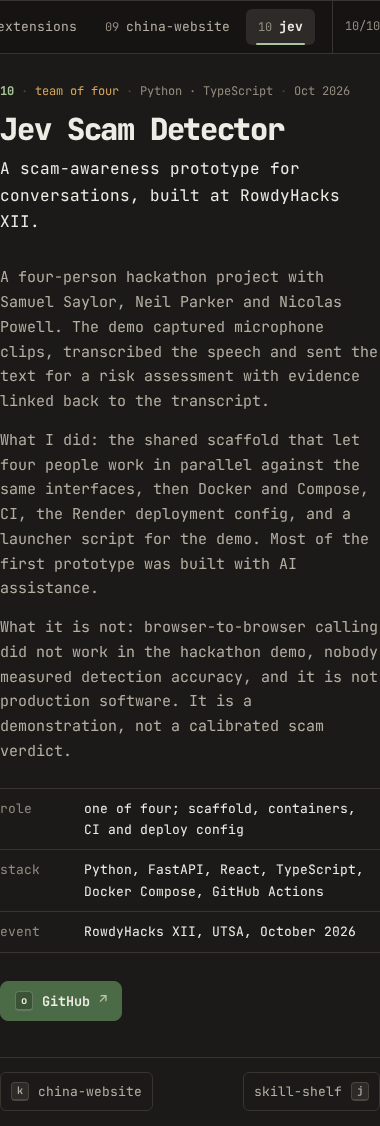 extensions 09 china-website 10 jev 10/10
10 · team of four · Python · TypeScript · Oct 2026
Jev Scam Detector
A scam-awareness prototype for
conversations, built at RowdyHacks
XII.
A four-person hackathon project with
Samuel Saylor, Neil Parker and Nicolas
Powell. The demo captured microphone
clips, transcribed the speech and sent the
text for a risk assessment with evidence
linked back to the transcript.
What I did: the shared scaffold that let
four people work in parallel against the
same interfaces, then Docker and Compose,
CI, the Render deployment config, and a
launcher script for the demo. Most of the
first prototype was built with AI
assistance.
What it is not: browser-to-browser calling
did not work in the hackathon demo, nobody
measured detection accuracy, and it is not
production software. It is a
demonstration, not a calibrated scam
verdict.
role one of four; scaffold, containers,
CI and deploy config
stack Python, FastAPI, React, TypeScript,
Docker Compose, GitHub Actions
event RowdyHacks XII, UTSA, October 2026
o GitHub ↗
k china-website skill-shelf j